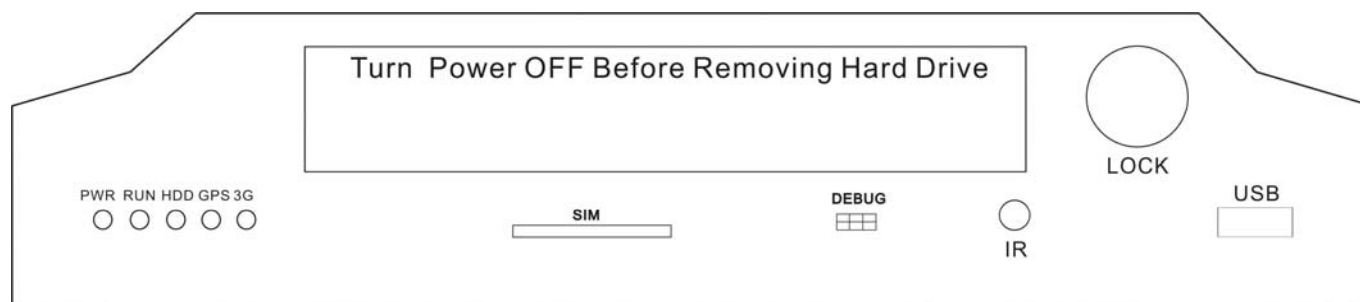 Turn Power OFF Before Removing Hard Drive
LOCK
PWR RUN HDD GPS 3G
SIM
DEBUG
IR
USB